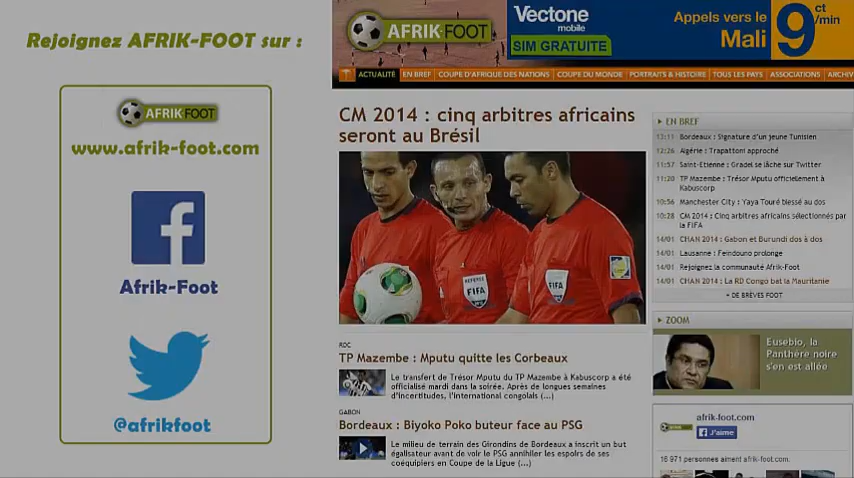 Rejoignez AFRIK-FOOT sur :
AFRIKFOOT
www.afrik-foot.com
Afrik-Foot
@afrikfoot
AFRIK-FOOT
Vectone
mobile
SIM GRATUITE
Appels vers le
Mali
9 ct/min
ACTUALITÉ EN BREF COUPE D'AFRIQUE DES NATIONS COUPE DU MONDE PORTRAITS & HISTOIRE TOUS LES PAYS ASSOCIATIONS ARCHIV
CM 2014 : cinq arbitres africains
seront au Brésil
REFEREE
FIFA
FIFA
RDC
TP Mazembe : Mputu quitte les Corbeaux
Le transfert de Trésor Mputu du TP Mazembe à Kabuscorp a été
officialisé mardi dans la soirée. Après de longues semaines
d'incertitudes, l'international congolais (...)
GABON
Bordeaux : Biyoko Poko buteur face au PSG
Le milieu de terrain des Girondins de Bordeaux a inscrit un but
égalisateur avant de voir le PSG annihiler les espoirs de ses
coéquipiers en Coupe de la Ligue (...)
EN BREF
13:11 Bordeaux : Signature d'un jeune Tunisien
12:26 Algérie : Trapattoni approché
11:57 Saint-Etienne : Gradel se lâche sur Twitter
11:20 TP Mazembe : Trésor Mputu officiellement à
Kabuscorp
10:56 Manchester City : Yaya Touré blessé au dos
10:28 CM 2014 : Cinq arbitres africains sélectionnés par
la FIFA
14/01 CHAN 2014 : Gabon et Burundi dos à dos
14/01 Lausanne : Feindouno prolonge
14/01 Rejoignez la communauté Afrik-Foot
14/01 CHAN 2014 : La RD Congo bat la Mauritanie
+ DE BRÈVES FOOT
ZOOM
Eusebio, la
Panthère noire
s'en est allée
afrik-foot.com
J'aime
16 971 personnes aiment afrik-foot.com.